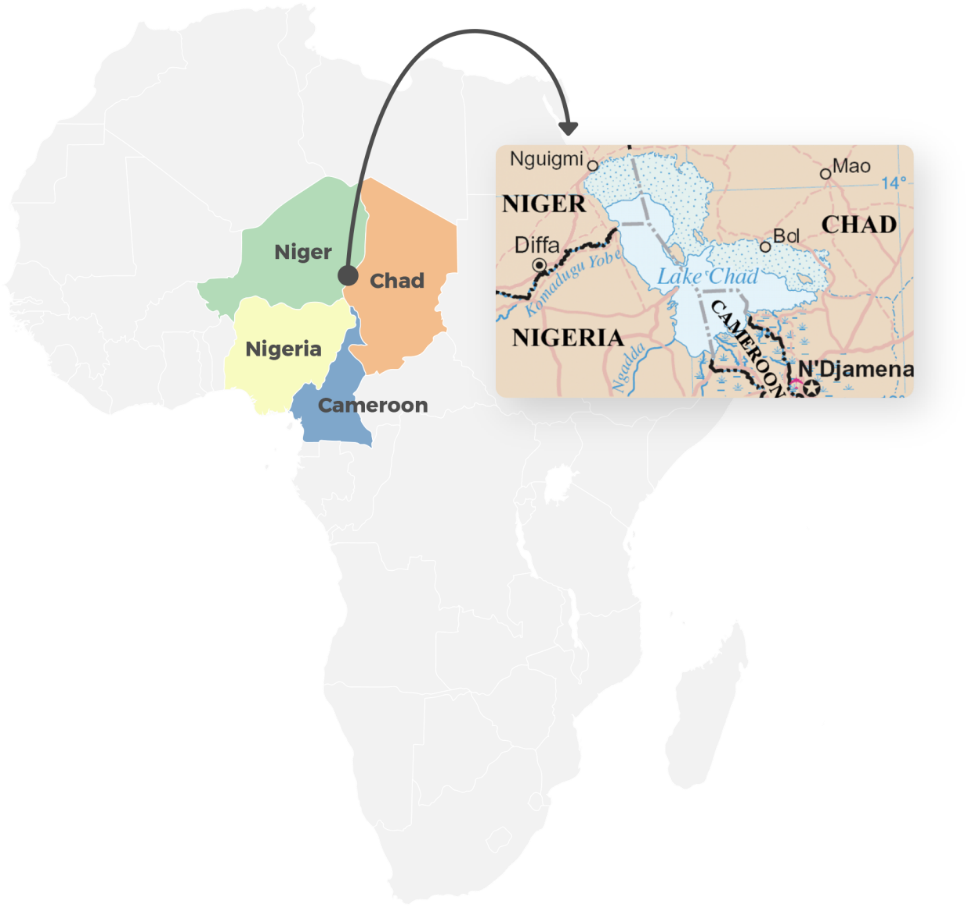 Niger
Chad
Nigeria
Cameroon
Nguigmi
Mao
14°
NIGER
CHAD
Bol
Diffa
Komadugu Yobe
Lake Chad
NIGERIA
CAMEROON
Ngadda
N'Djamena